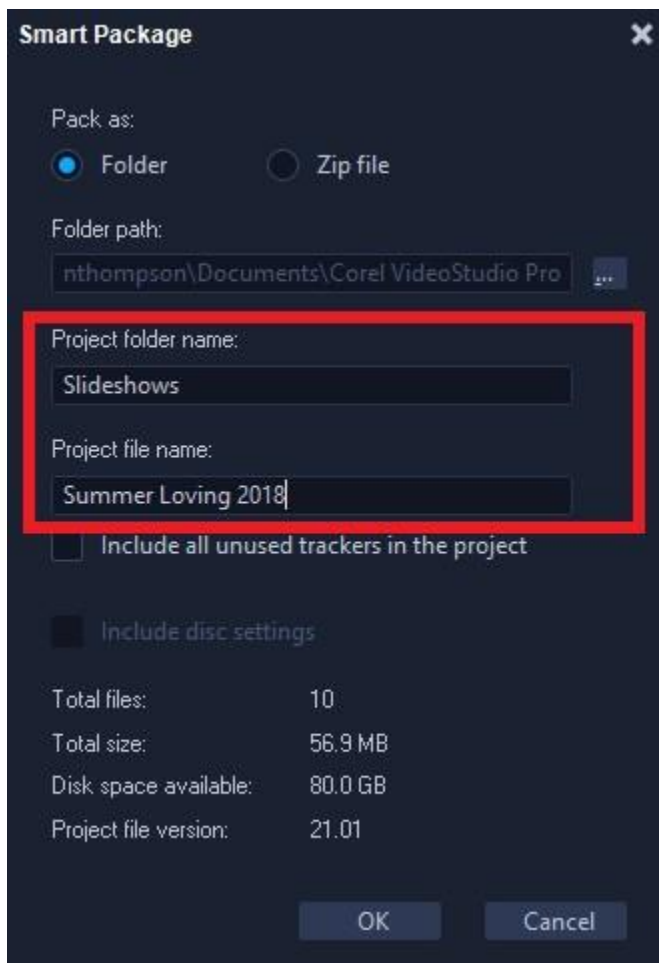 Smart Package
Pack as:
Folder Zip file
Folder path:
nthompson\Documents\Corel VideoStudio Pro ...
Project folder name:
Slideshows
Project file name:
Summer Loving 2018
Include all unused trackers in the project
Include disc settings
Total files: 10
Total size: 56.9 MB
Disk space available: 80.0 GB
Project file version: 21.01
OK Cancel